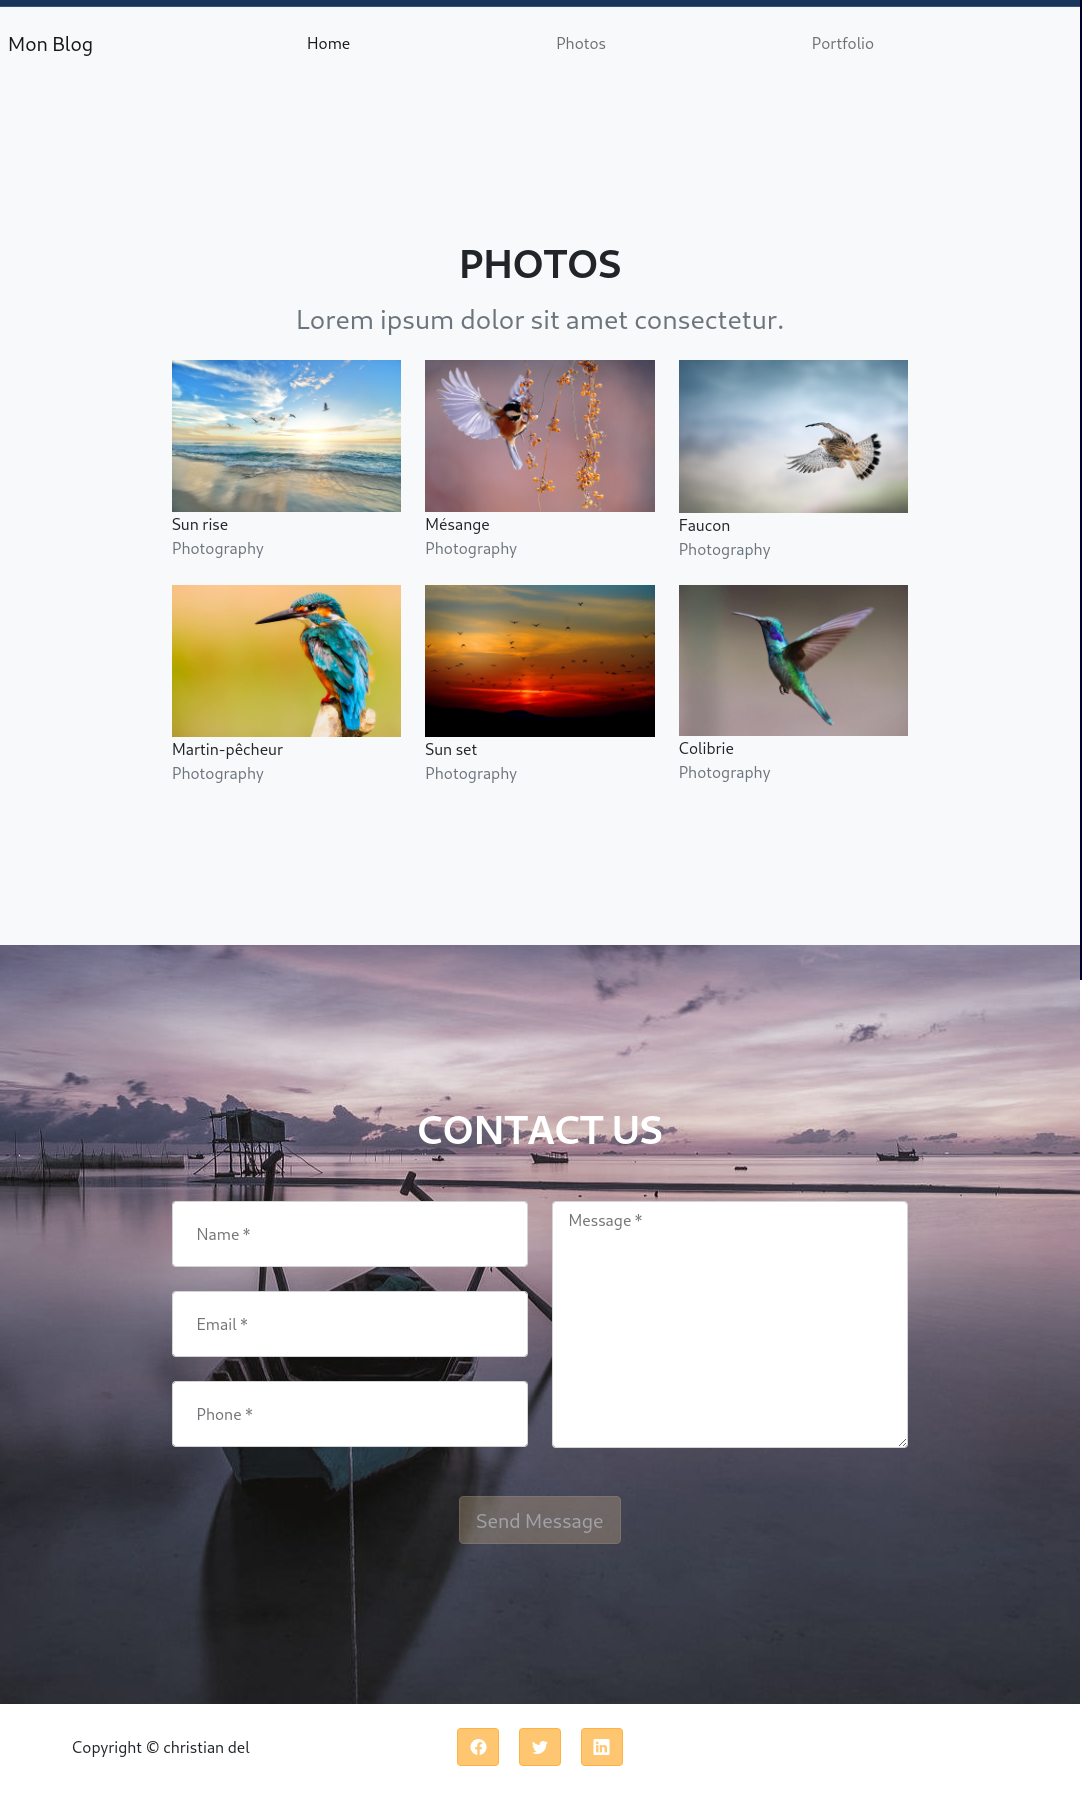 Mon Blog
Home
Photos
Portfolio
PHOTOS
Lorem ipsum dolor sit amet consectetur.
Sun rise
Photography
Mésange
Photography
Faucon
Photography
Martin-pêcheur
Photography
Sun set
Photography
Colibrie
Photography
CONTACT US
Name *
Email *
Phone *
Message *
Send Message
Copyright © christian del